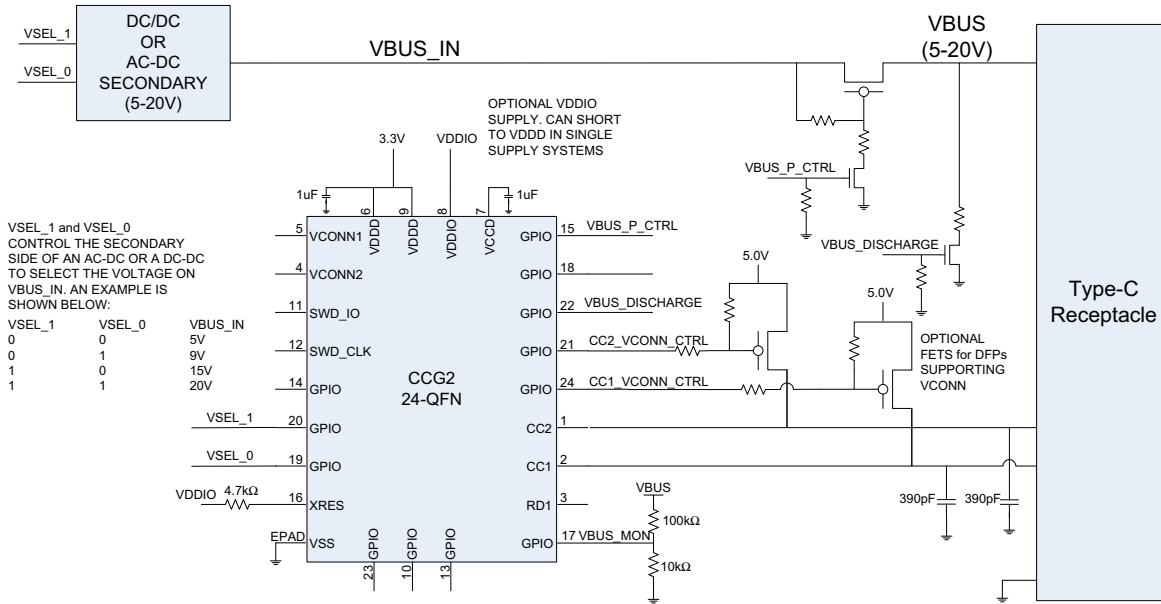 VSEL_1
VSEL_0
DC/DC
OR
AC-DC
SECONDARY
(5-20V)
VBUS_IN
VBUS
(5-20V)
Type-C
Receptacle
OPTIONAL VDDIO
SUPPLY. CAN SHORT
TO VDDD IN SINGLE
SUPPLY SYSTEMS
3.3V
VDDIO
1uF
1uF
6
9
8
7
VDDD
VDDD
VDDIO
VCCD
VBUS_P_CTRL
VBUS_DISCHARGE
VSEL_1 and VSEL_0
CONTROL THE SECONDARY
SIDE OF AN AC-DC OR A DC-DC
TO SELECT THE VOLTAGE ON
VBUS_IN. AN EXAMPLE IS
SHOWN BELOW:
VSEL_1 VSEL_0 VBUS_IN
0 0 5V
0 1 9V
1 0 15V
1 1 20V
5 VCONN1
4 VCONN2
11 SWD_IO
12 SWD_CLK
14 GPIO
VSEL_1 20 GPIO
VSEL_0 19 GPIO
VDDIO 4.7kΩ 16 XRES
EPAD VSS
CCG2
24-QFN
GPIO 15 VBUS_P_CTRL
GPIO 18
GPIO 22 VBUS_DISCHARGE
GPIO 21 CC2_VCONN_CTRL
GPIO 24 CC1_VCONN_CTRL
CC2 1
CC1 2
RD1 3
GPIO 17 VBUS_MON
GPIO GPIO GPIO
23 10 13
5.0V
5.0V
OPTIONAL
FETS for DFPs
SUPPORTING
VCONN
VBUS
100kΩ
10kΩ
390pF
390pF